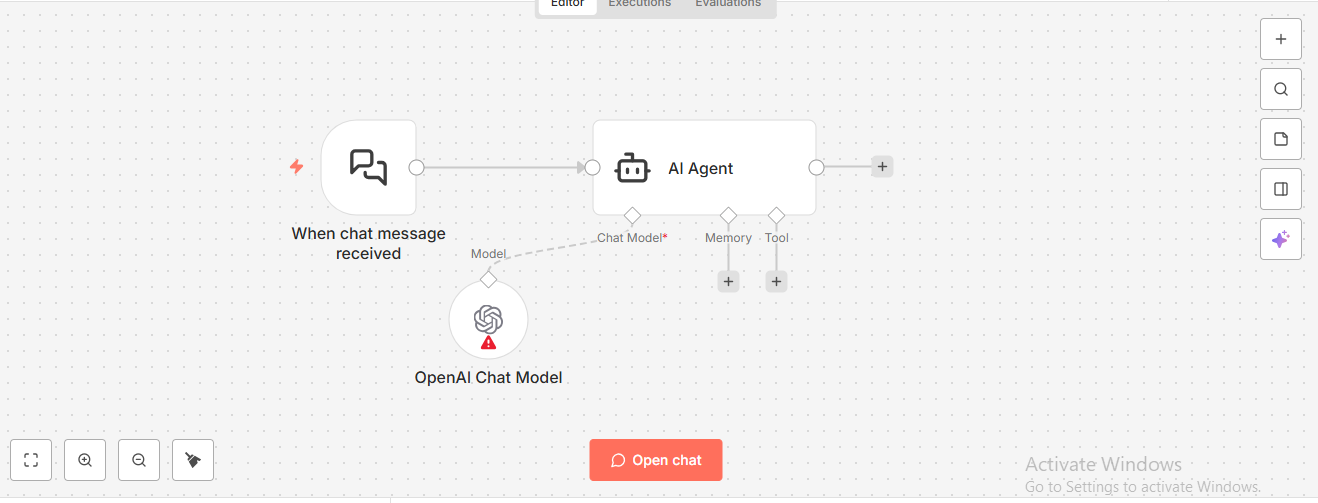 Editor Executions Evaluations
AI Agent
When chat message
received
Chat Model*
Memory
Tool
Model
OpenAI Chat Model
Open chat
Activate Windows
Go to Settings to activate Windows.